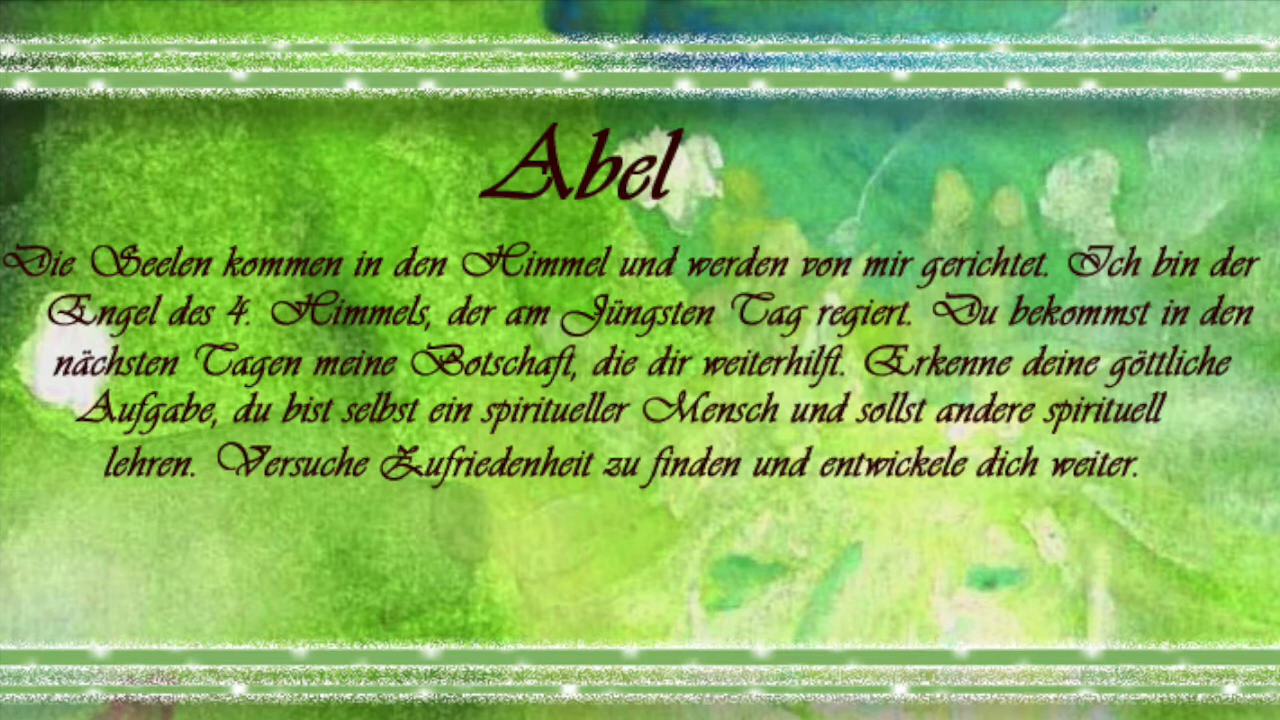 Abel
Die Seelen kommen in den Himmel und werden von mir gerichtet. Ich bin der
Engel des 4. Himmels, der am Jüngsten Tag regiert. Du bekommst in den
nächsten Tagen meine Botschaft, die dir weiterhilft. Erkenne deine göttliche
Aufgabe, du bist selbst ein spiritueller Mensch und sollst andere spirituell
lehren. Versuche Zufriedenheit zu finden und entwickele dich weiter.